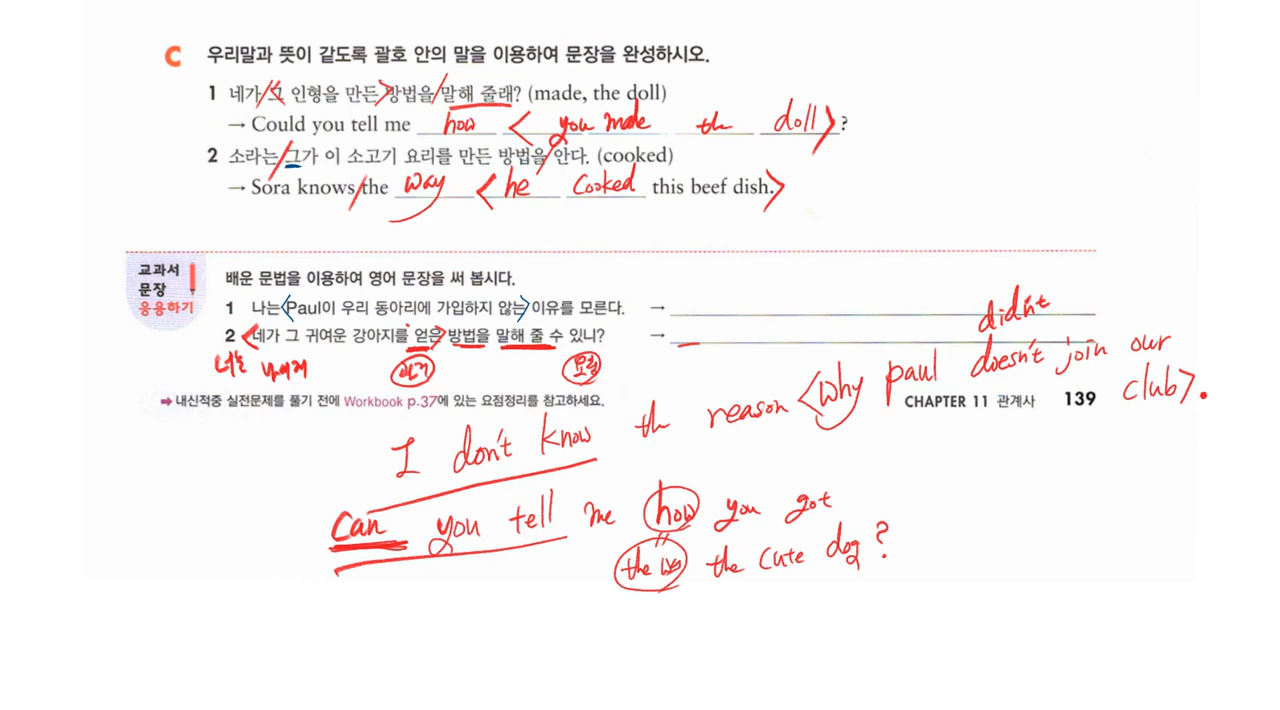 C 우리말과 뜻이 같도록 괄호 안의 말을 이용하여 문장을 완성하시오.
1 네가 그 인형을 만든 방법을 말해 줄래? (made, the doll)
→ Could you tell me how < you made the doll > ?
2 소라는 그가 이 소고기 요리를 만든 방법을 안다. (cooked)
→ Sora knows the way < he cooked this beef dish. >
교과서
문장
응용하기
배운 문법을 이용하여 영어 문장을 써 봅시다.
1 나는 <Paul이 우리 동아리에 가입하지 않는> 이유를 모른다. →
didn't
2 <네가 그 귀여운 강아지를 얻은> 방법을 말해 줄 수 있니? →
너는 과거
➡ 내신적중 실전문제를 풀기 전에 Workbook p.37에 있는 요점정리를 참고하세요.
CHAPTER 11 관계사 139
I don't know the reason <why paul doesn't join our
club>.
Can you tell me how you got
the way the cute dog?